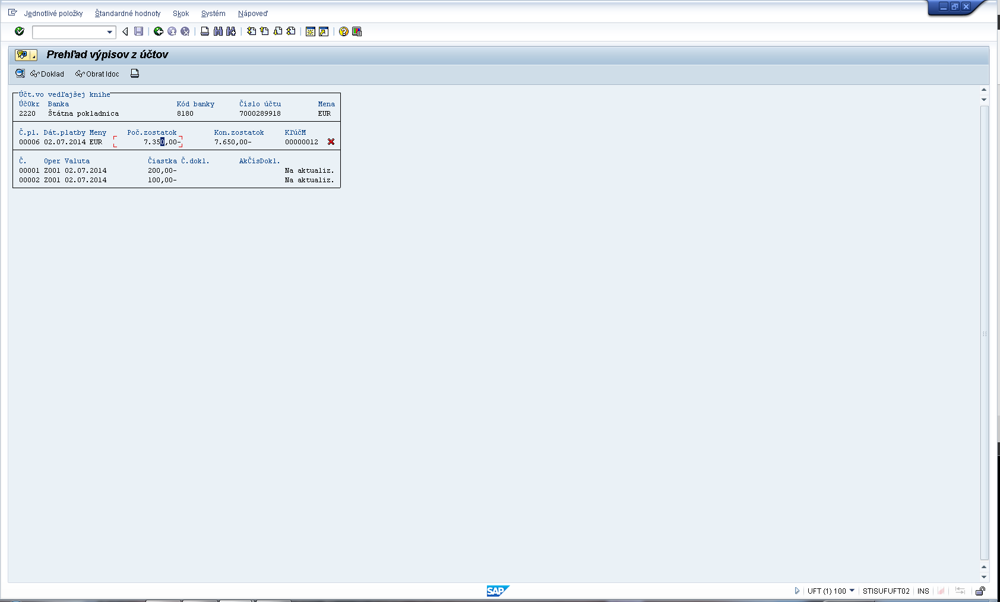 Jednotlivé položky Štandardné hodnoty Skok Systém Nápoveď
Prehľad výpisov z účtov
Doklad Obrat Idoc
Účt.vo vedľajšej knihe
ÚčOkr Banka Kód banky Číslo účtu Mena
2220 Štátna pokladnica 8180 7000289918 EUR
Č.pl. Dát.platby Meny Poč.zostatok Kon.zostatok KľúčM
00006 02.07.2014 EUR 7.350,00- 7.650,00- 00000012
Č. Oper Valuta Čiastka Č.dokl. AkČísDokl.
00001 Z001 02.07.2014 200,00- Na aktualiz.
00002 Z001 02.07.2014 100,00- Na aktualiz.
SAP UFT (1) 100 STISUFUFT02 INS